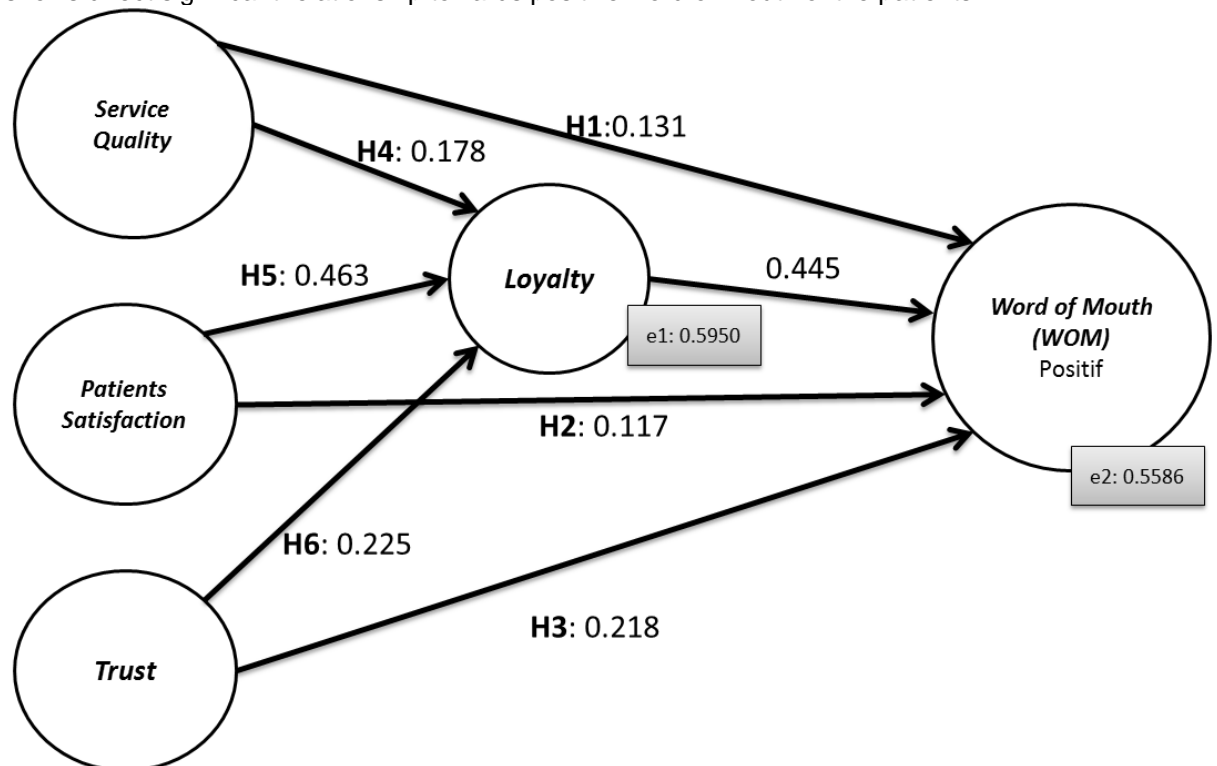 Service
Quality
H1:0.131
H4: 0.178
H5: 0.463
Loyalty
0.445
e1: 0.5950
Word of Mouth
(WOM)
Positif
Patients
Satisfaction
H2: 0.117
e2: 0.5586
H6: 0.225
H3: 0.218
Trust